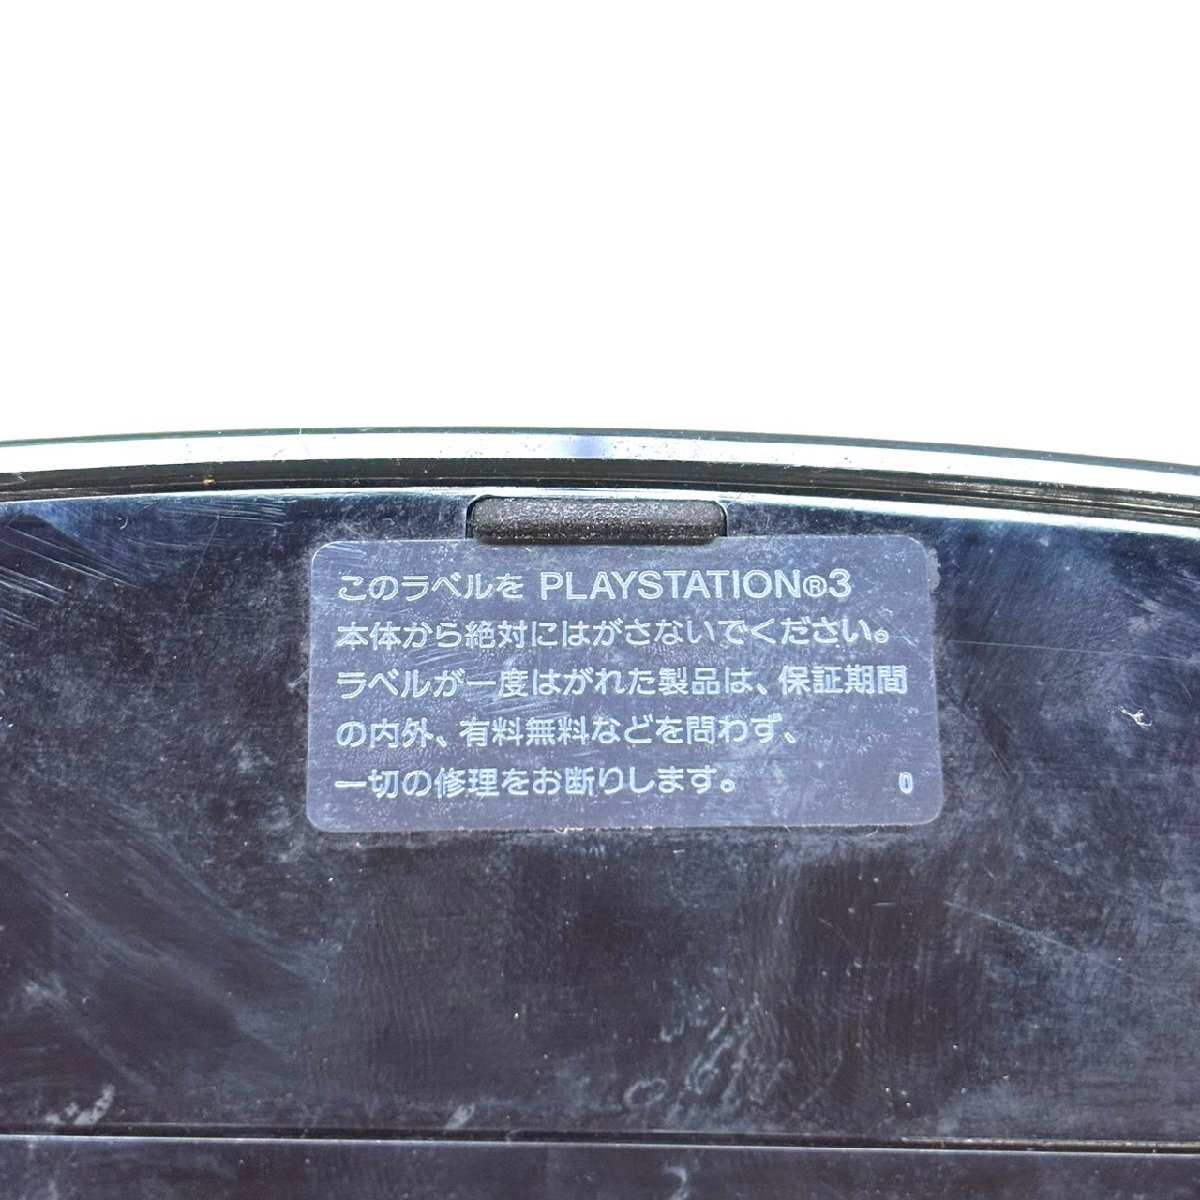 このラベルを PLAYSTATION®3
本体から絶対にはがさないでください。
ラベルが一度はがれた製品は、保証期間
の内外、有料無料などを問わず、
一切の修理をお断りします。 0